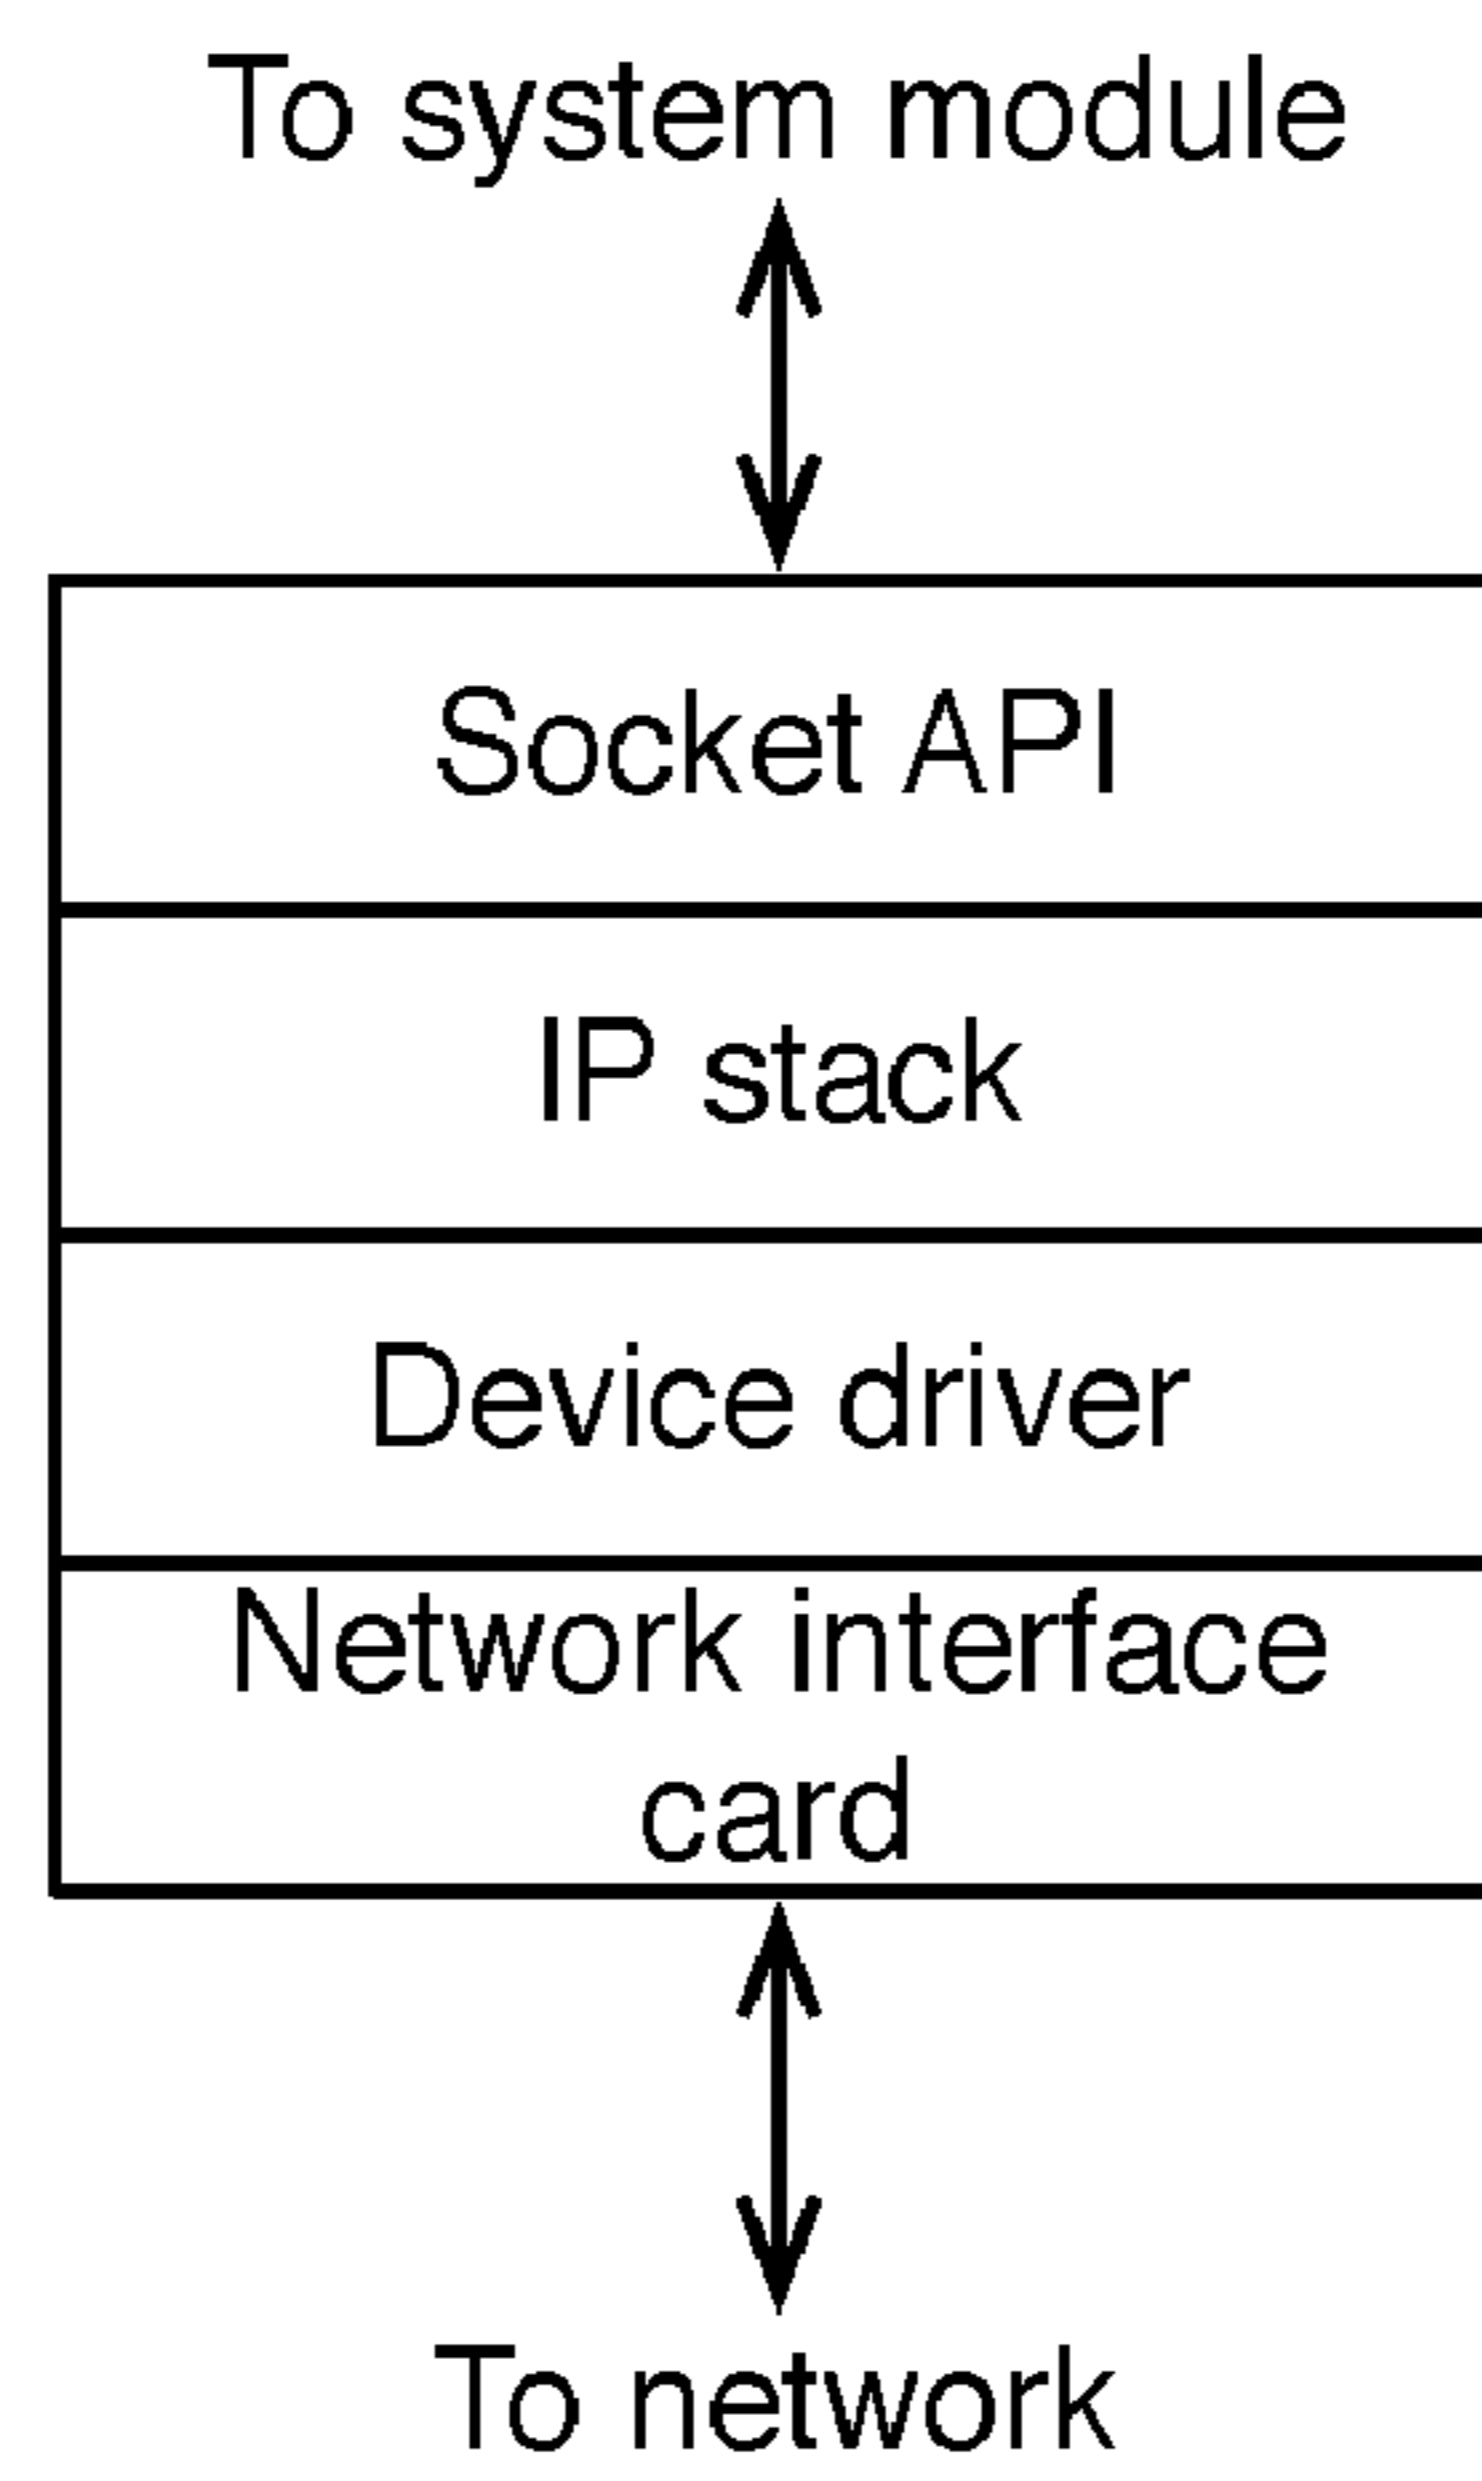 To system module
Socket API
IP stack
Device driver
Network interface
card
To network